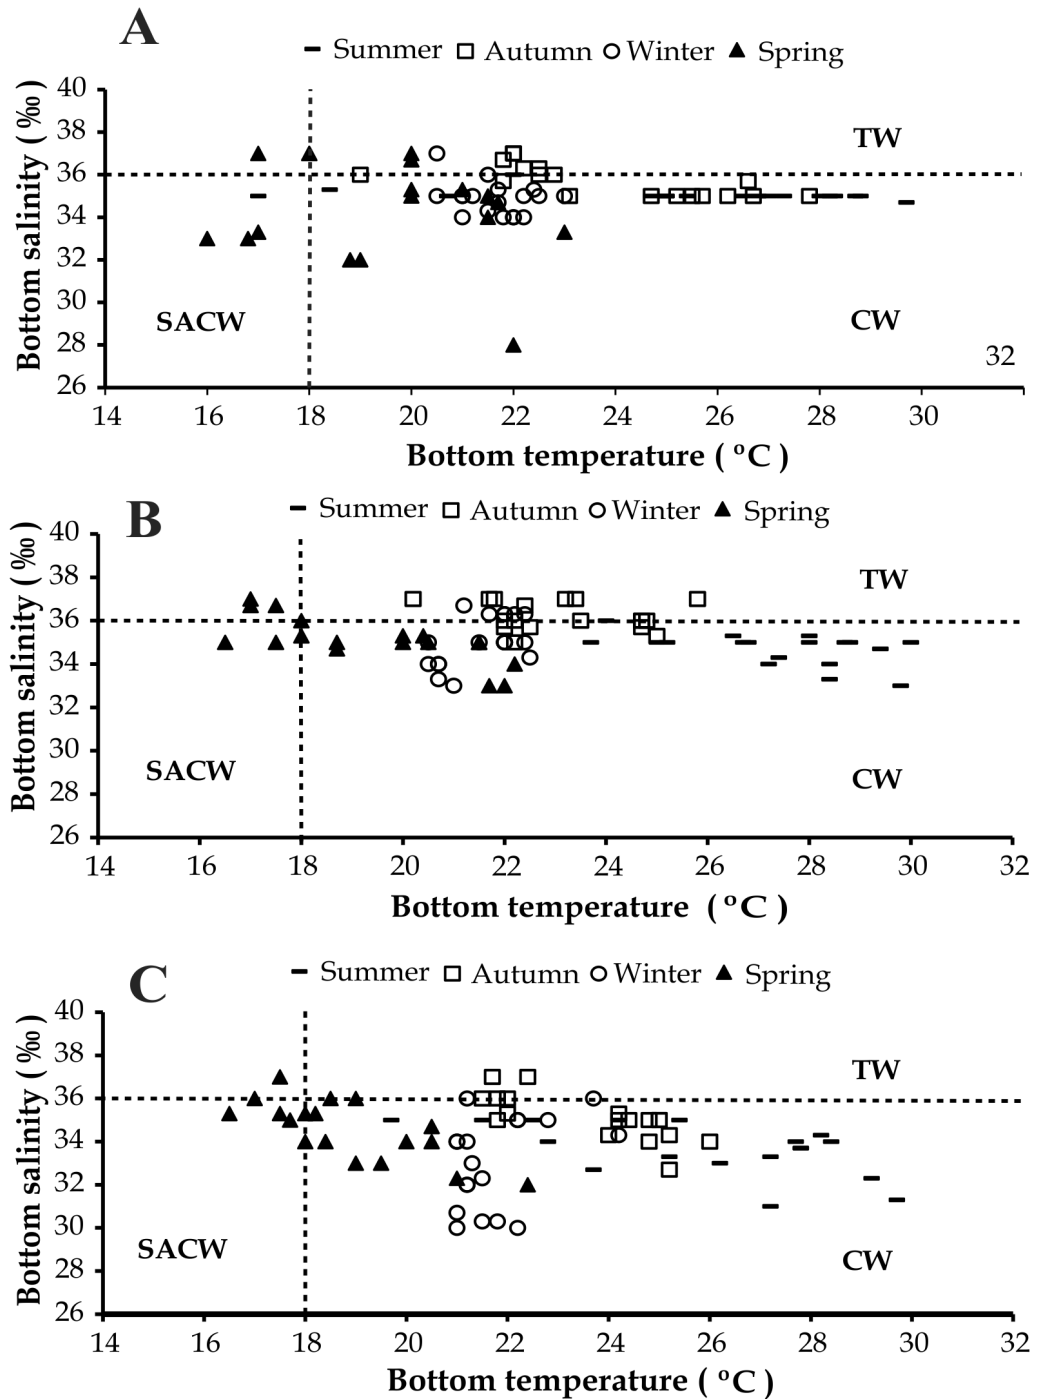 A
Summer Autumn Winter Spring
40
38
36
34
32
30
28
26
Bottom salinity ( ‰ )
TW
SACW
CW
32
14 16 18 20 22 24 26 28 30
Bottom temperature ( ºC )
B
Summer Autumn Winter Spring
40
38
36
34
32
30
28
26
Bottom salinity ( ‰ )
TW
SACW
CW
14 16 18 20 22 24 26 28 30 32
Bottom temperature ( ºC )
C
Summer Autumn Winter Spring
40
38
36
34
32
30
28
26
Bottom salinity ( ‰ )
TW
SACW
CW
14 16 18 20 22 24 26 28 30 32
Bottom temperature ( ºC )